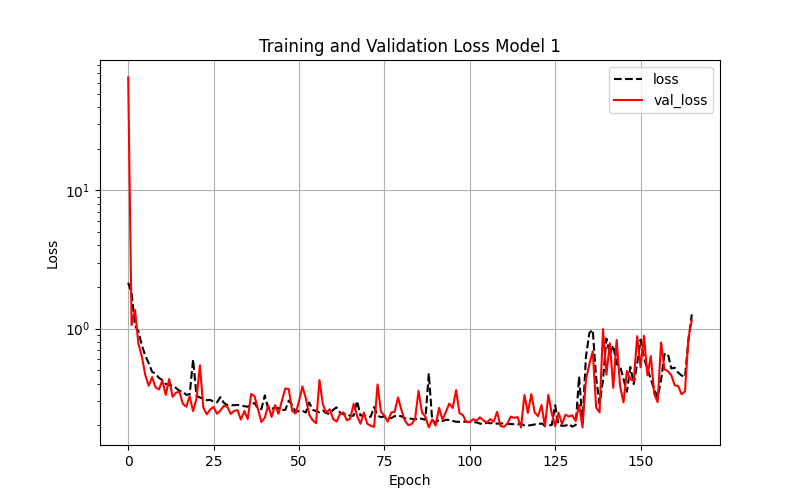 Training and Validation Loss Model 1
loss
val_loss
10¹
10⁰
Loss
0
25
50
75
100
125
150
Epoch